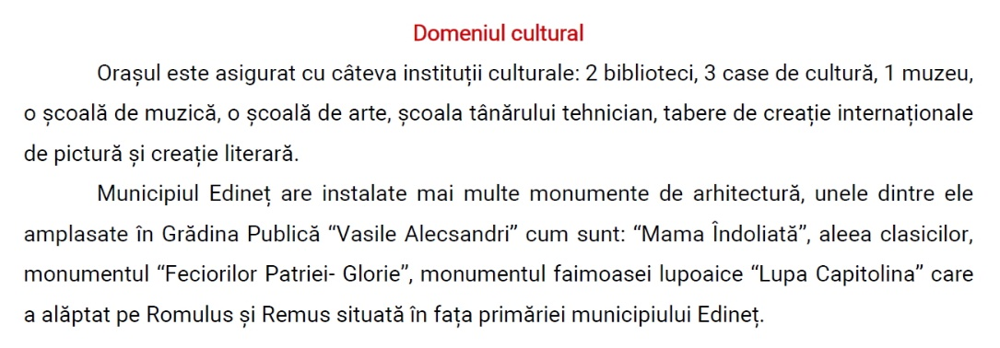 Domeniul cultural
Orașul este asigurat cu câteva instituții culturale: 2 biblioteci, 3 case de cultură, 1 muzeu,
o școală de muzică, o școală de arte, școala tânărului tehnician, tabere de creație internaționale
de pictură și creație literară.
Municipiul Edineț are instalate mai multe monumente de arhitectură, unele dintre ele
amplasate în Grădina Publică “Vasile Alecsandri” cum sunt: “Mama Îndoliată”, aleea clasicilor,
monumentul “Feciorilor Patriei- Glorie”, monumentul faimoasei lupoaice “Lupa Capitolina” care
a alăptat pe Romulus și Remus situată în fața primăriei municipiului Edineț.